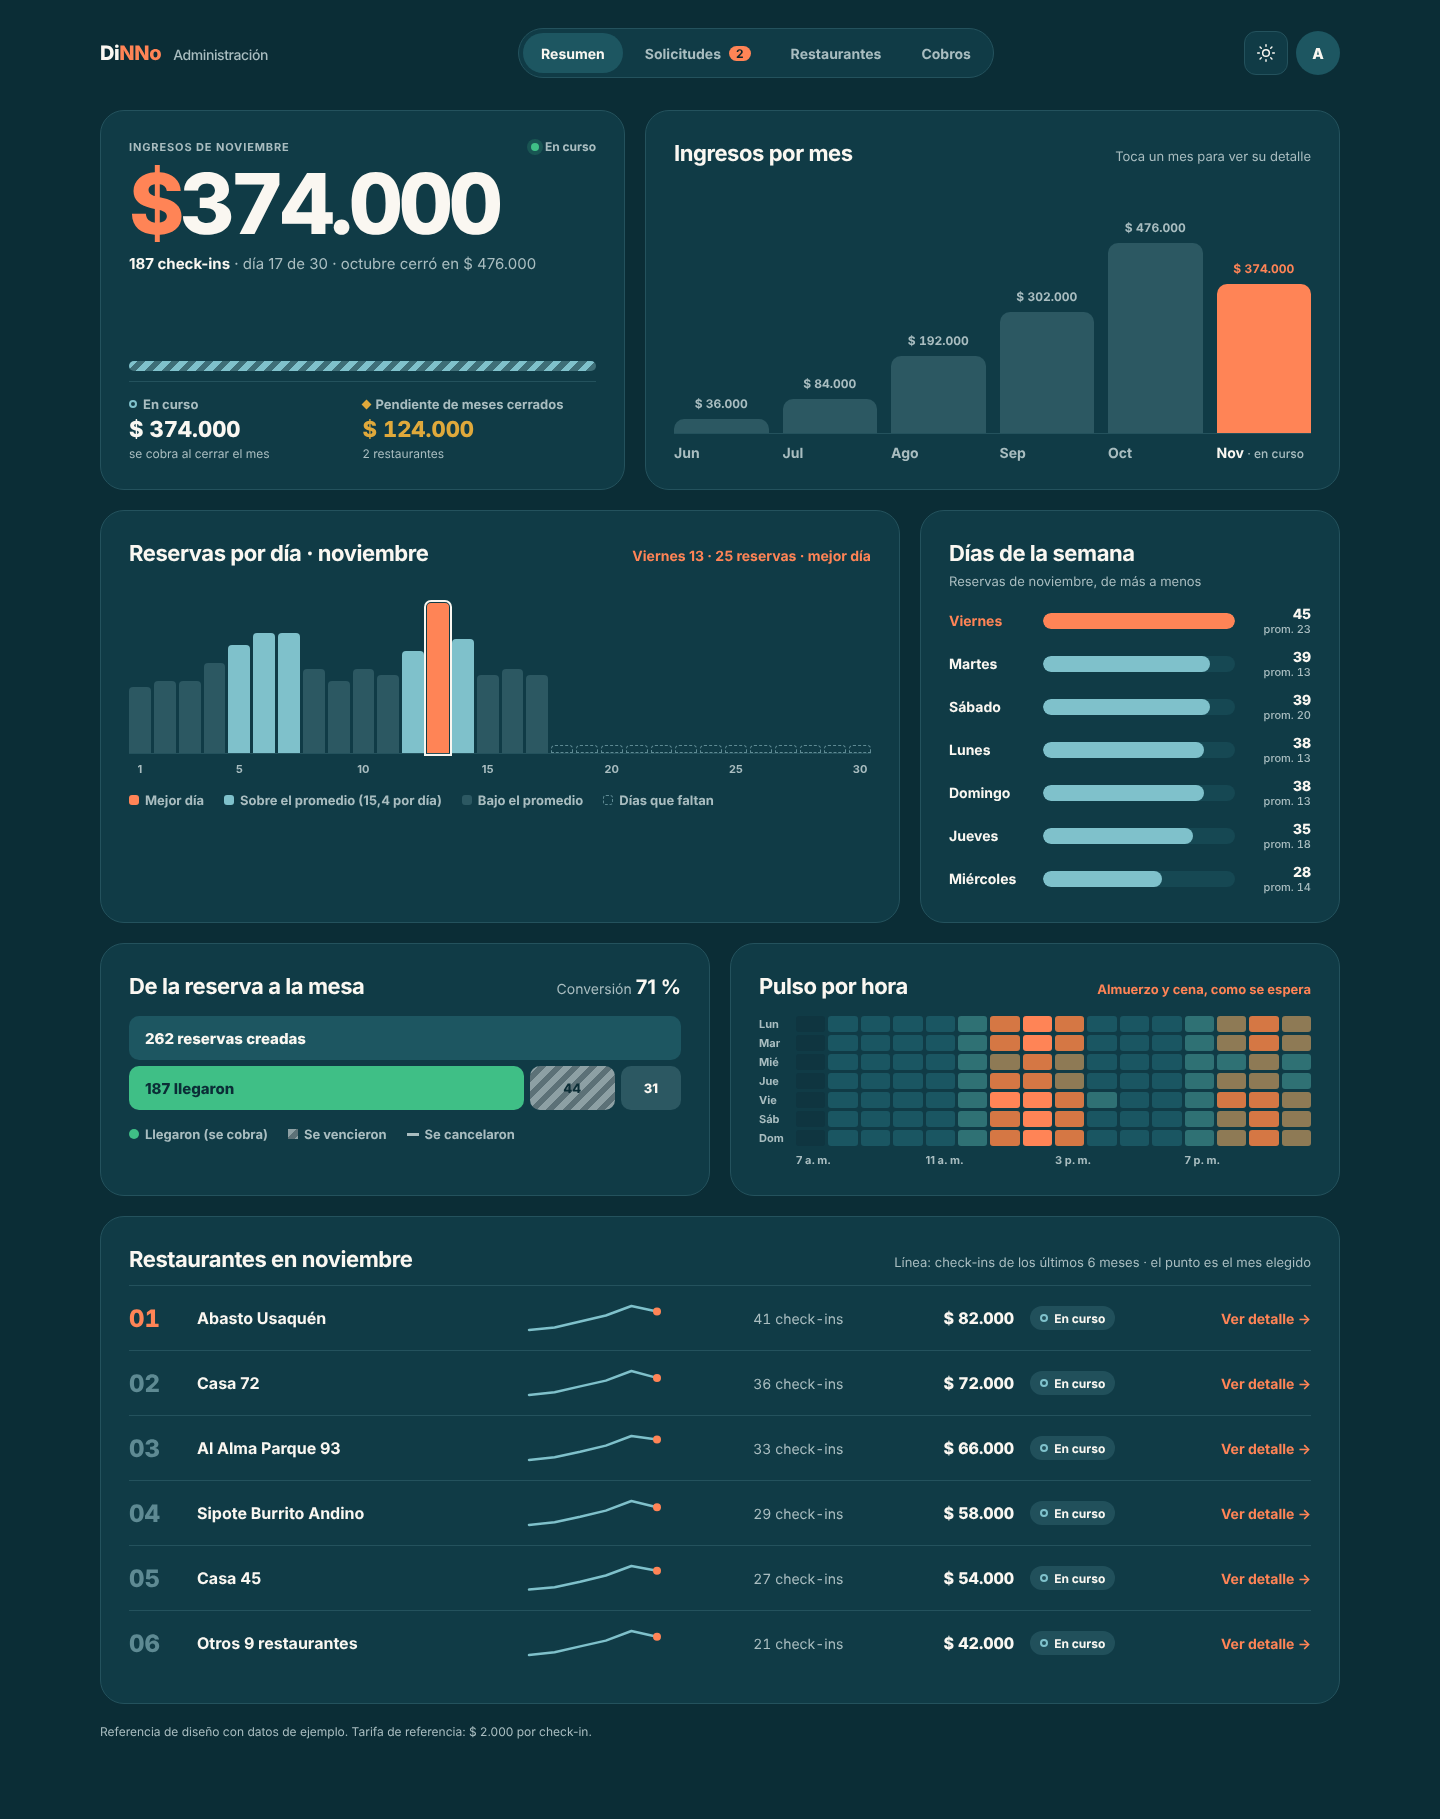 DiNNo Administración
Resumen
Solicitudes 2
Restaurantes
Cobros
A
INGRESOS DE NOVIEMBRE
En curso
$374.000
187 check-ins · día 17 de 30 · octubre cerró en $ 476.000
En curso
$ 374.000
se cobra al cerrar el mes
Pendiente de meses cerrados
$ 124.000
2 restaurantes
Ingresos por mes
Toca un mes para ver su detalle
$ 36.000
$ 84.000
$ 192.000
$ 302.000
$ 476.000
$ 374.000
Jun
Jul
Ago
Sep
Oct
Nov · en curso
Reservas por día · noviembre
Viernes 13 · 25 reservas · mejor día
1 5 10 15 20 25 30
Mejor día
Sobre el promedio (15,4 por día)
Bajo el promedio
Días que faltan
Días de la semana
Reservas de noviembre, de más a menos
Viernes 45
prom. 23
Martes 39
prom. 13
Sábado 39
prom. 20
Lunes 38
prom. 13
Domingo 38
prom. 13
Jueves 35
prom. 18
Miércoles 28
prom. 14
De la reserva a la mesa
Conversión 71 %
262 reservas creadas
187 llegaron
44
31
Llegaron (se cobra)
Se vencieron
Se cancelaron
Pulso por hora
Almuerzo y cena, como se espera
Lun
Mar
Mié
Jue
Vie
Sáb
Dom
7 a. m.
11 a. m.
3 p. m.
7 p. m.
Restaurantes en noviembre
Línea: check-ins de los últimos 6 meses · el punto es el mes elegido
01 Abasto Usaquén 41 check-ins $ 82.000 En curso Ver detalle →
02 Casa 72 36 check-ins $ 72.000 En curso Ver detalle →
03 Al Alma Parque 93 33 check-ins $ 66.000 En curso Ver detalle →
04 Sipote Burrito Andino 29 check-ins $ 58.000 En curso Ver detalle →
05 Casa 45 27 check-ins $ 54.000 En curso Ver detalle →
06 Otros 9 restaurantes 21 check-ins $ 42.000 En curso Ver detalle →
Referencia de diseño con datos de ejemplo. Tarifa de referencia: $ 2.000 por check-in.